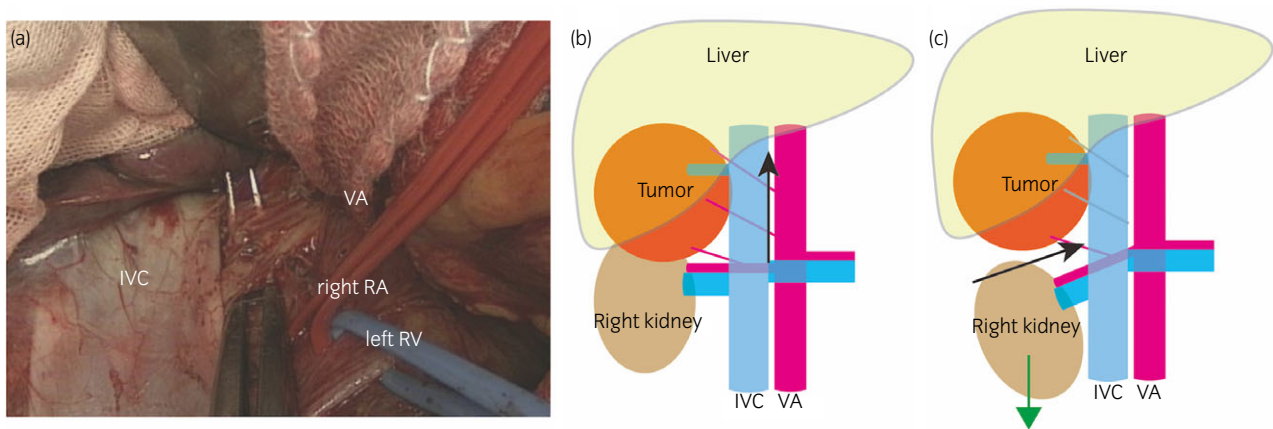 (a)
VA
IVC
right RA
left RV
(b)
Liver
Tumor
Right kidney
IVC
VA
(c)
Liver
Tumor
Right kidney
IVC
VA